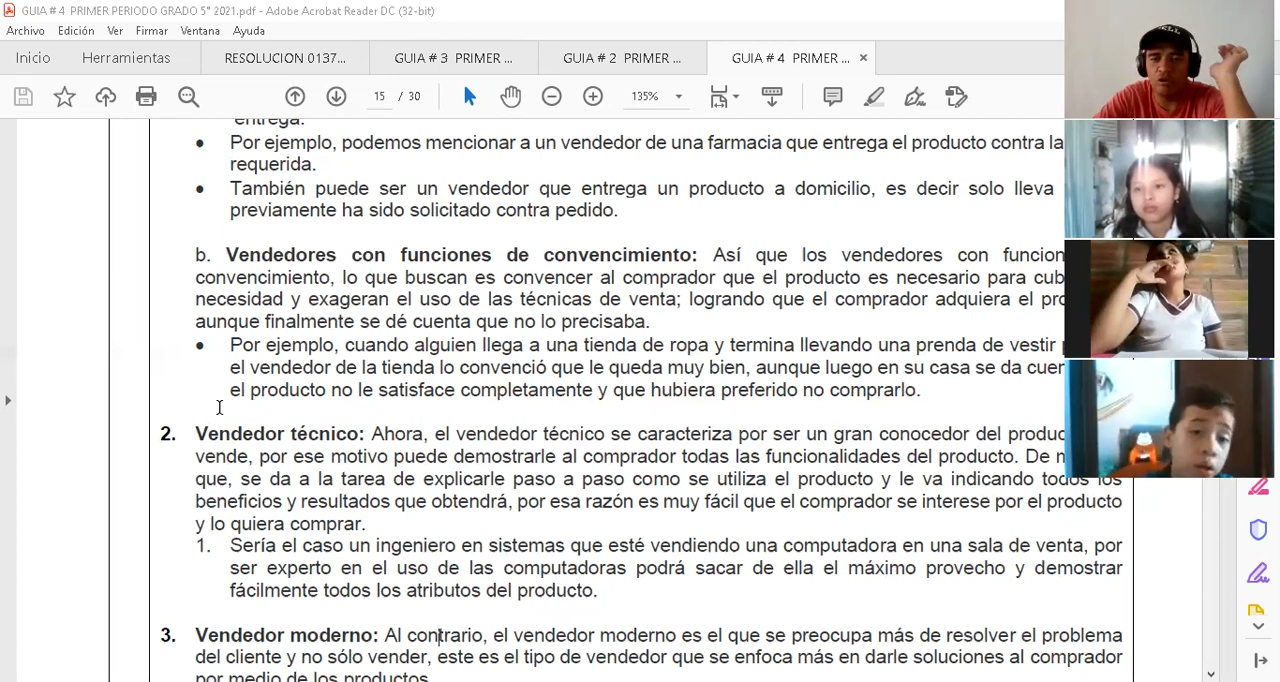 GUIA # 4 PRIMER PERIODO GRADO 5° 2021.pdf - Adobe Acrobat Reader DC (32-bit)
Archivo Edición Ver Firmar Ventana Ayuda
Inicio Herramientas RESOLUCION 0137... GUIA # 3 PRIMER ... GUIA # 2 PRIMER ... GUIA # 4 PRIMER ... ×
15 / 30 135%
entrega.
• Por ejemplo, podemos mencionar a un vendedor de una farmacia que entrega el producto contra la
requerida.
• También puede ser un vendedor que entrega un producto a domicilio, es decir solo lleva
previamente ha sido solicitado contra pedido.
b. Vendedores con funciones de convencimiento: Así que los vendedores con funcion
convencimiento, lo que buscan es convencer al comprador que el producto es necesario para cub
necesidad y exageran el uso de las técnicas de venta; logrando que el comprador adquiera el pro
aunque finalmente se dé cuenta que no lo precisaba.
• Por ejemplo, cuando alguien llega a una tienda de ropa y termina llevando una prenda de vestir
el vendedor de la tienda lo convenció que le queda muy bien, aunque luego en su casa se da cuen
el producto no le satisface completamente y que hubiera preferido no comprarlo.
2. Vendedor técnico: Ahora, el vendedor técnico se caracteriza por ser un gran conocedor del produc
vende, por ese motivo puede demostrarle al comprador todas las funcionalidades del producto. De m
que, se da a la tarea de explicarle paso a paso como se utiliza el producto y le va indicando todos los
beneficios y resultados que obtendrá, por esa razón es muy fácil que el comprador se interese por el producto
y lo quiera comprar.
1. Sería el caso un ingeniero en sistemas que esté vendiendo una computadora en una sala de venta, por
ser experto en el uso de las computadoras podrá sacar de ella el máximo provecho y demostrar
fácilmente todos los atributos del producto.
3. Vendedor moderno: Al contrario, el vendedor moderno es el que se preocupa más de resolver el problema
del cliente y no sólo vender, este es el tipo de vendedor que se enfoca más en darle soluciones al comprador
por medio de los productos.